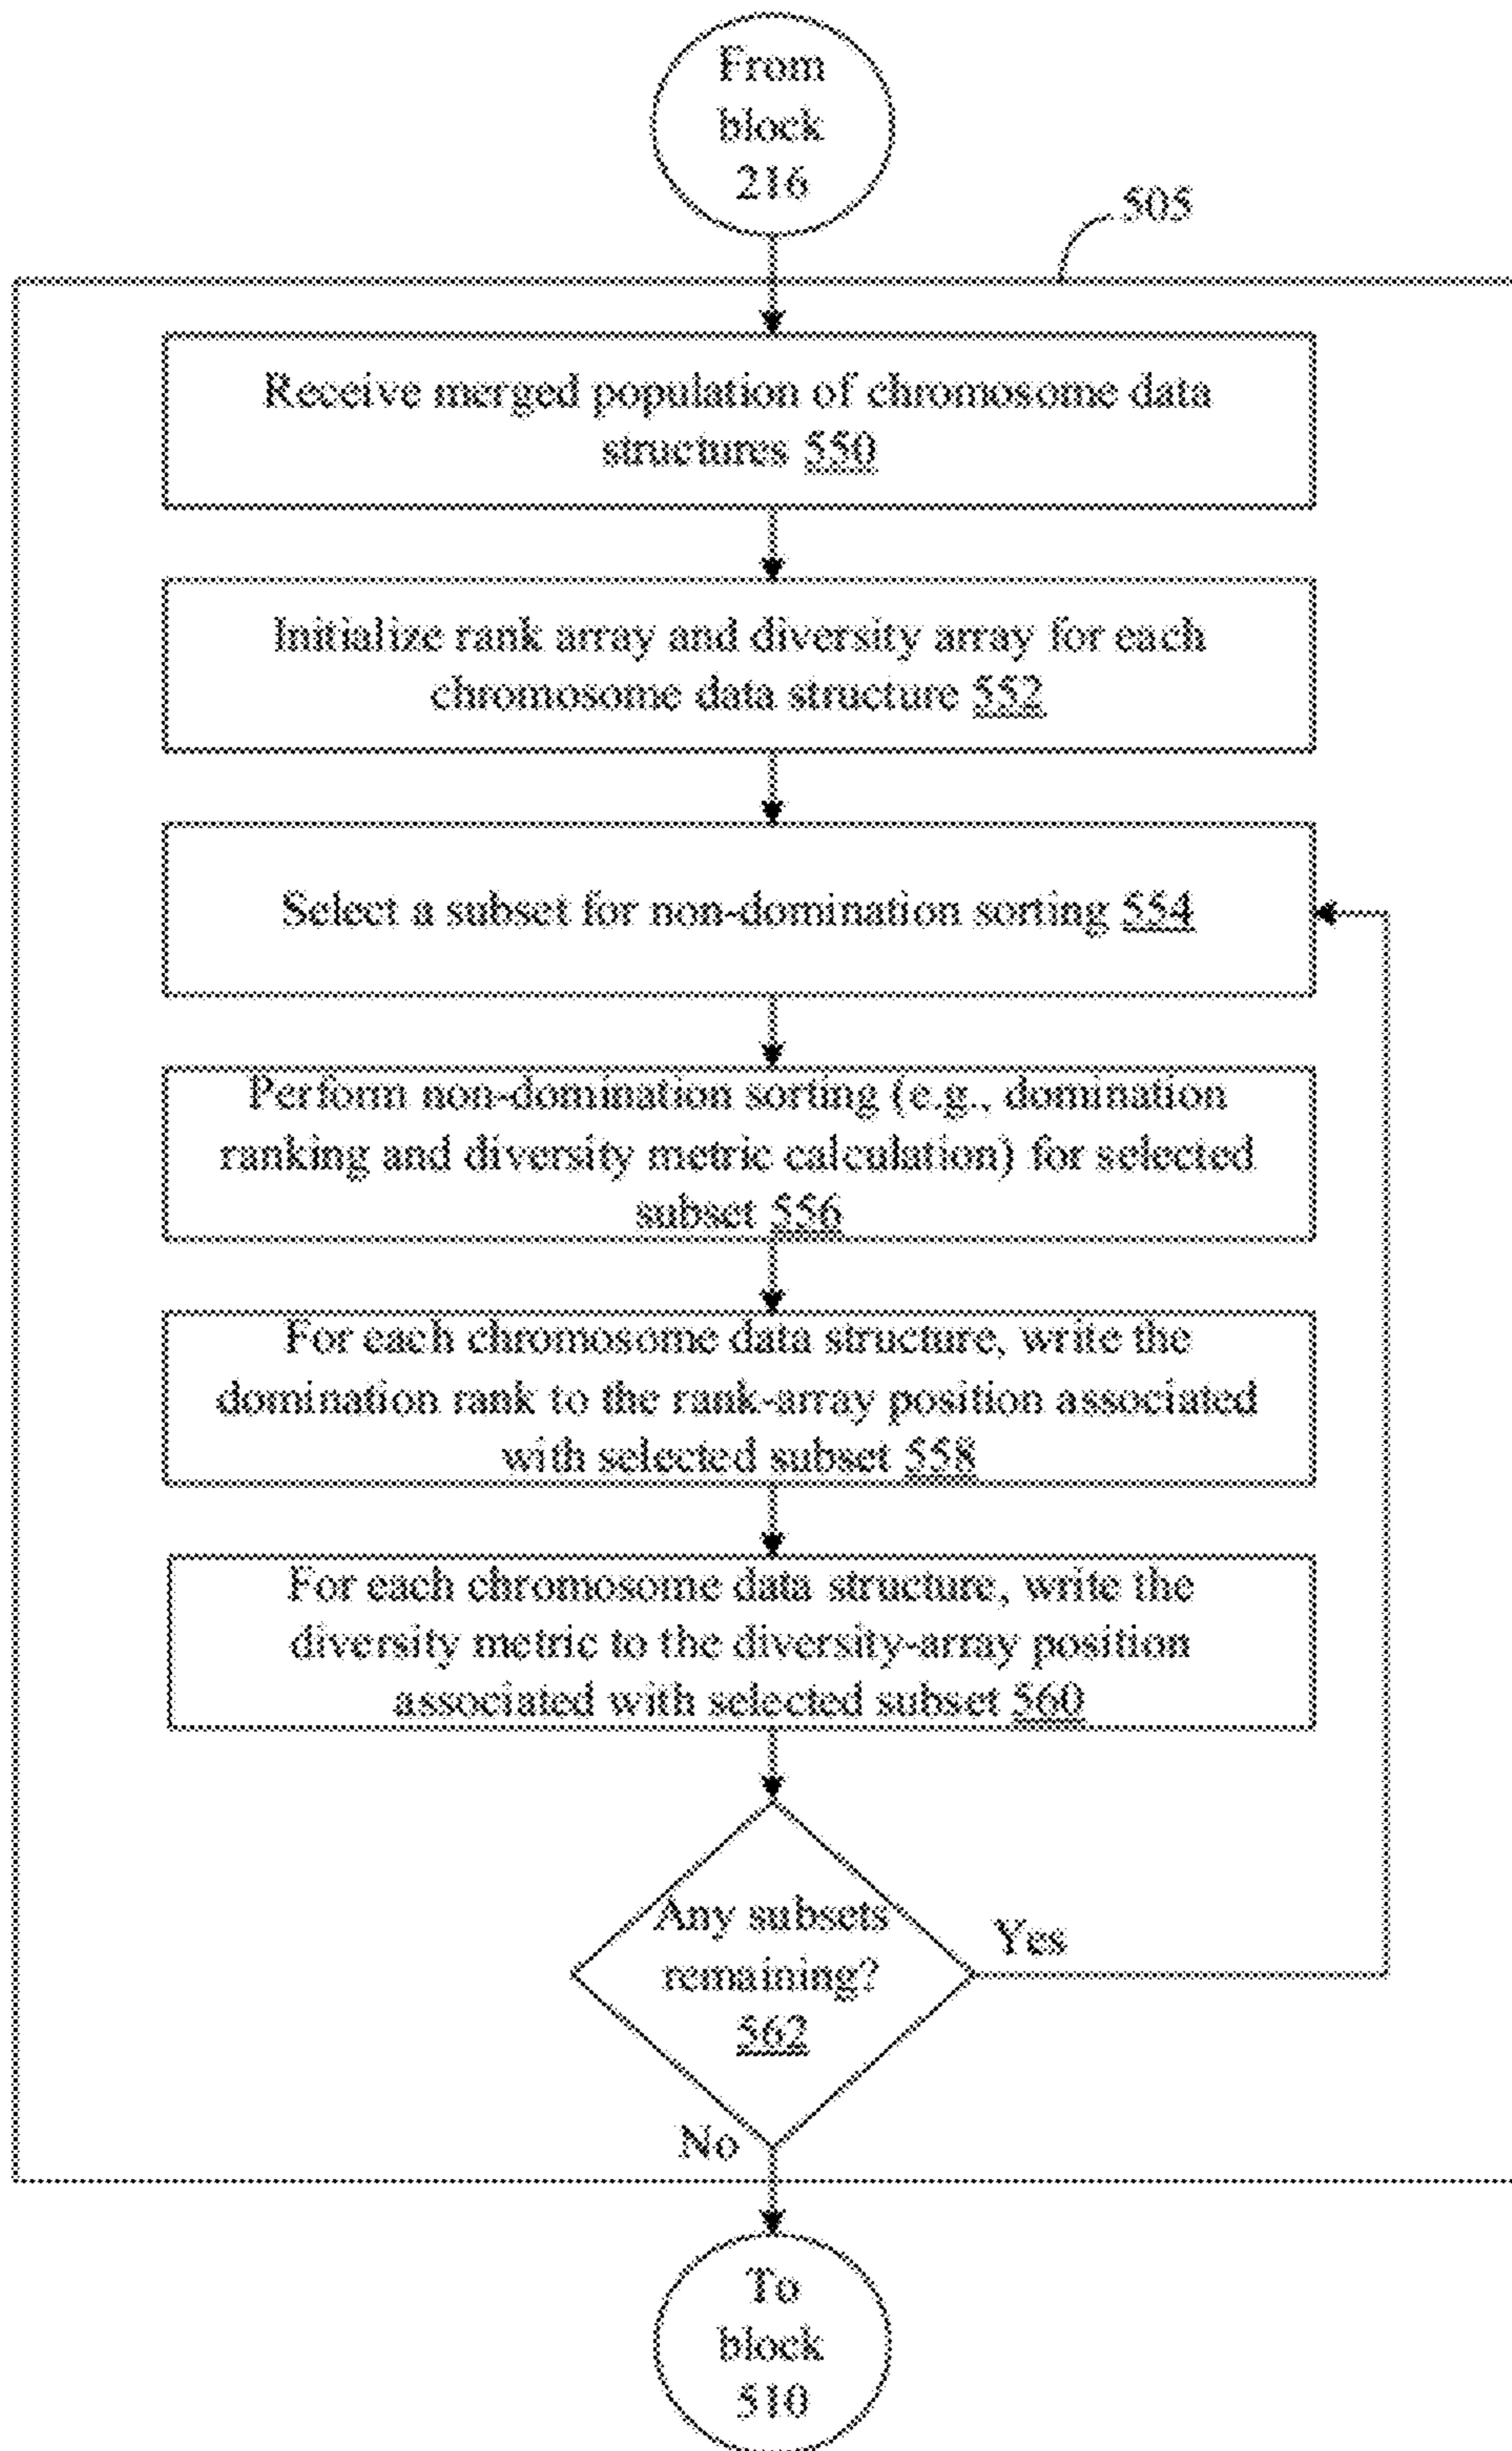 From
block
216
505
Receive merged population of chromosome data
structures 550
Initialize rank array and diversity array for each
chromosome data structure 552
Select a subset for non-domination sorting 554
Perform non-domination sorting (e.g., domination
ranking and diversity metric calculation) for selected
subset 556
For each chromosome data structure, write the
domination rank to the rank-array position associated
with selected subset 558
For each chromosome data structure, write the
diversity metric to the diversity-array position
associated with selected subset 560
Any subsets
remaining?
562
Yes
No
To
block
510